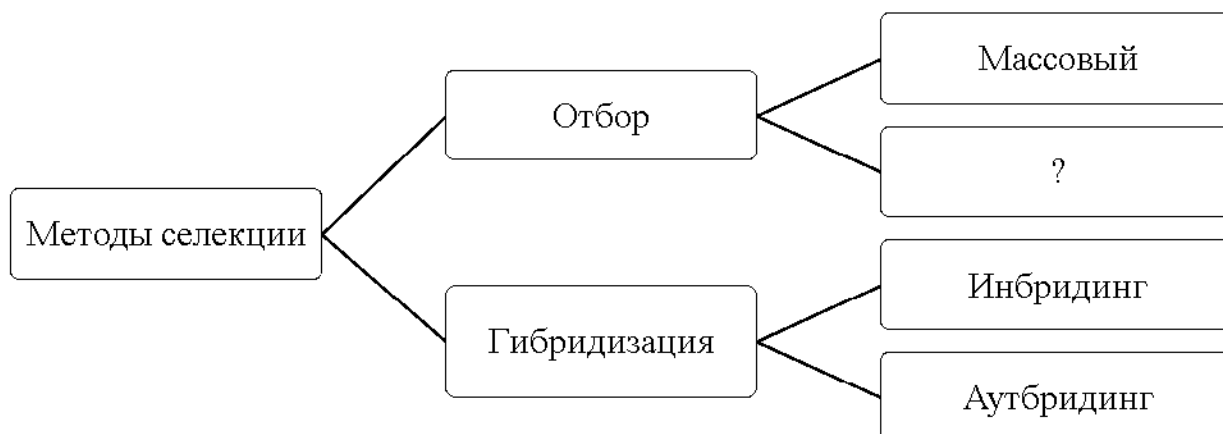 Массовый
Отбор
?
Методы селекции
Инбридинг
Гибридизация
Аутбридинг